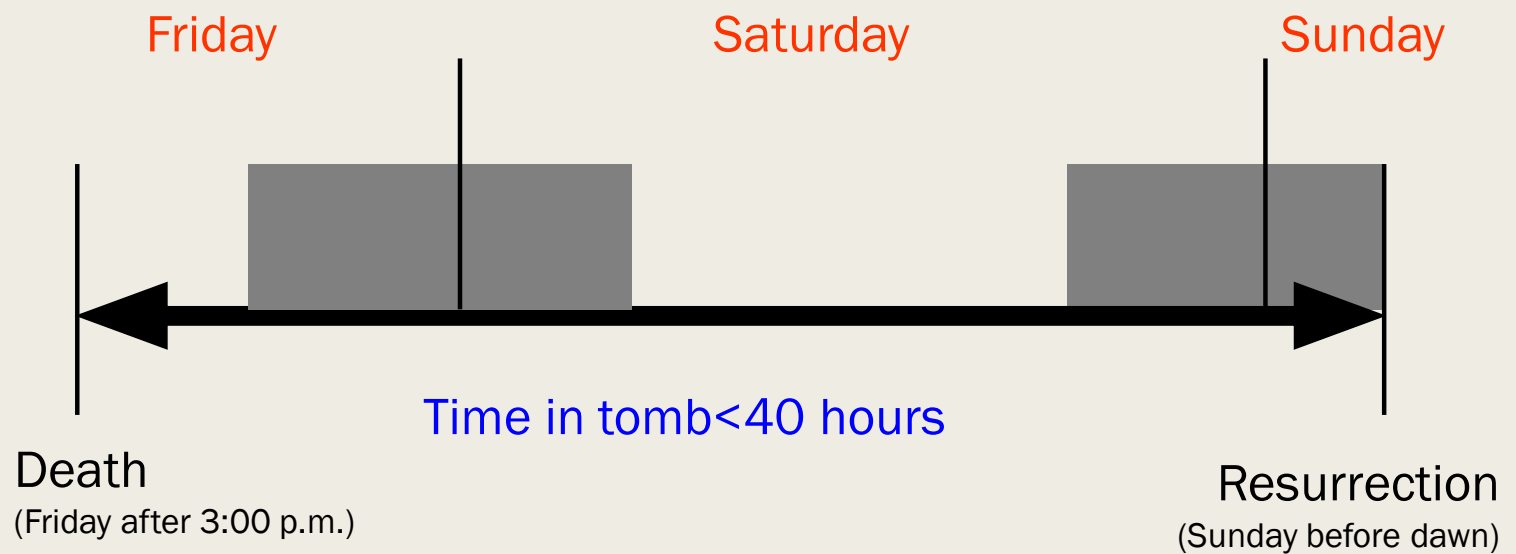 Friday
Saturday
Sunday
Time in tomb<40 hours
Death
(Friday after 3:00 p.m.)
Resurrection
(Sunday before dawn)